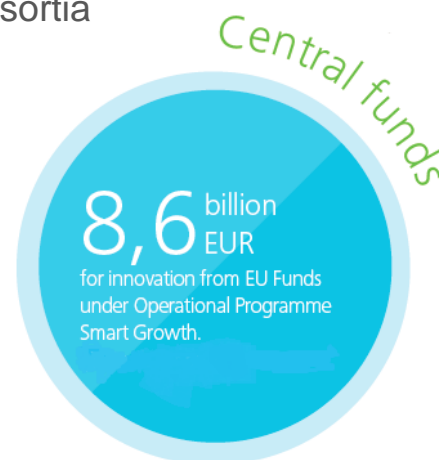 sortia
Central funds
8,6 billion
EUR
for innovation from EU Funds
under Operational Programme
Smart Growth.